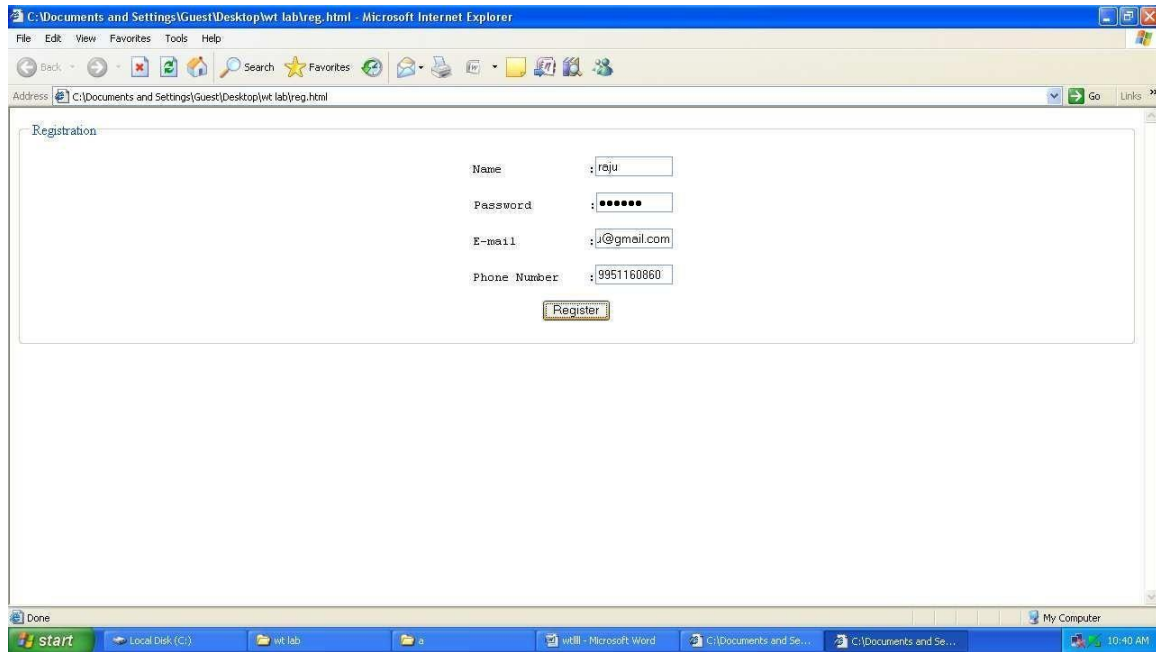 C:\Documents and Settings\Guest\Desktop\wt lab\reg.html - Microsoft Internet Explorer
File Edit View Favorites Tools Help
Back Search Favorites
Address C:\Documents and Settings\Guest\Desktop\wt lab\reg.html Go Links »
Registration
Name : raju
Password : ●●●●●●
E-mail : @gmail.com
Phone Number : 9951160860
Register
Done My Computer
start Local Disk (C:) wt lab a - Microsoft Word C:\Documents and Se... C:\Documents and Se... 10:40 AM